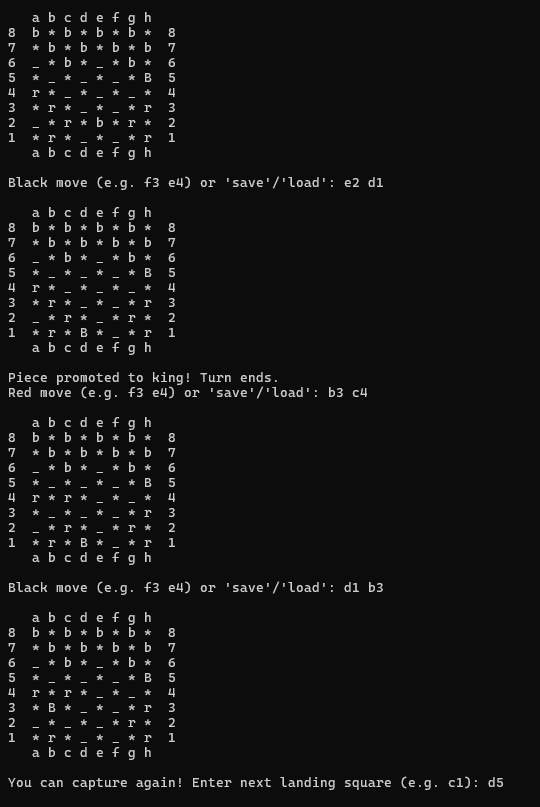 a b c d e f g h
8  b * b * b * b *  8
7  * b * b * b * b  7
6  _ * b * _ * b *  6
5  * _ * _ * _ * B  5
4  r * _ * _ * _ *  4
3  * r * _ * _ * r  3
2  _ * r * b * r *  2
1  * r * _ * _ * r  1
   a b c d e f g h

Black move (e.g. f3 e4) or 'save'/'load': e2 d1

   a b c d e f g h
8  b * b * b * b *  8
7  * b * b * b * b  7
6  _ * b * _ * b *  6
5  * _ * _ * _ * B  5
4  r * _ * _ * _ *  4
3  * r * _ * _ * r  3
2  _ * r * _ * r *  2
1  * r * B * _ * r  1
   a b c d e f g h

Piece promoted to king! Turn ends.
Red move (e.g. f3 e4) or 'save'/'load': b3 c4

   a b c d e f g h
8  b * b * b * b *  8
7  * b * b * b * b  7
6  _ * b * _ * b *  6
5  * _ * _ * _ * B  5
4  r * r * _ * _ *  4
3  * _ * _ * _ * r  3
2  _ * r * _ * r *  2
1  * r * B * _ * r  1
   a b c d e f g h

Black move (e.g. f3 e4) or 'save'/'load': d1 b3

   a b c d e f g h
8  b * b * b * b *  8
7  * b * b * b * b  7
6  _ * b * _ * b *  6
5  * _ * _ * _ * B  5
4  r * r * _ * _ *  4
3  * B * _ * _ * r  3
2  _ * _ * _ * r *  2
1  * r * _ * _ * r  1
   a b c d e f g h

You can capture again! Enter next landing square (e.g. c1): d5